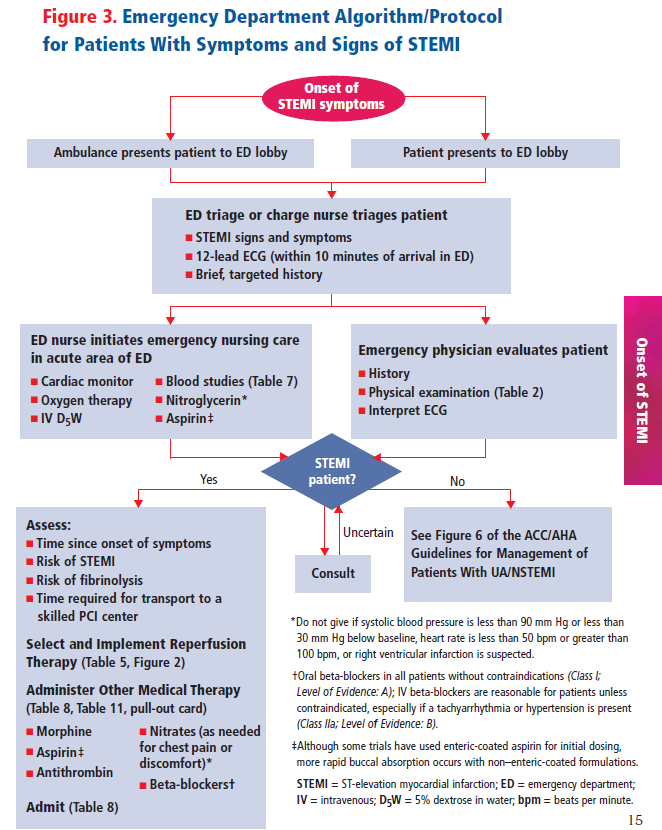 Figure 3. Emergency Department Algorithm/Protocol
for Patients With Symptoms and Signs of STEMI
Onset of
STEMI symptoms
Ambulance presents patient to ED lobby
Patient presents to ED lobby
ED triage or charge nurse triages patient
■ STEMI signs and symptoms
■ 12-lead ECG (within 10 minutes of arrival in ED)
■ Brief, targeted history
ED nurse initiates emergency nursing care
in acute area of ED
■ Cardiac monitor
■ Oxygen therapy
■ IV D5W
■ Blood studies (Table 7)
■ Nitroglycerin*
■ Aspirin‡
Emergency physician evaluates patient
■ History
■ Physical examination (Table 2)
■ Interpret ECG
Onset of STEMI
STEMI
patient?
Yes
No
Uncertain
Consult
Assess:
■ Time since onset of symptoms
■ Risk of STEMI
■ Risk of fibrinolysis
■ Time required for transport to a
skilled PCI center
Select and Implement Reperfusion
Therapy (Table 5, Figure 2)
Administer Other Medical Therapy
(Table 8, Table 11, pull-out card)
■ Morphine
■ Aspirin‡
■ Antithrombin
■ Nitrates (as needed
for chest pain or
discomfort)*
■ Beta-blockers†
Admit (Table 8)
See Figure 6 of the ACC/AHA
Guidelines for Management of
Patients With UA/NSTEMI
*Do not give if systolic blood pressure is less than 90 mm Hg or less than
30 mm Hg below baseline, heart rate is less than 50 bpm or greater than
100 bpm, or right ventricular infarction is suspected.
†Oral beta-blockers in all patients without contraindications (Class I;
Level of Evidence: A); IV beta-blockers are reasonable for patients unless
contraindicated, especially if a tachyarrhythmia or hypertension is present
(Class IIa; Level of Evidence: B).
‡Although some trials have used enteric-coated aspirin for initial dosing,
more rapid buccal absorption occurs with non–enteric-coated formulations.
STEMI = ST-elevation myocardial infarction; ED = emergency department;
IV = intravenous; D5W = 5% dextrose in water; bpm = beats per minute.
15